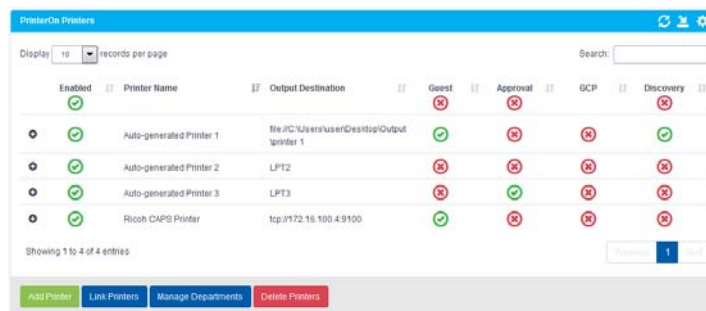 PrinterOn Printers
Display 10 records per page
Search:
Enabled Printer Name Output Destination Guest Approval GCP Discovery
Auto-generated Printer 1 file://C:\Users\user\Desktop\Output
\printer 1
Auto-generated Printer 2 LPT2
Auto-generated Printer 3 LPT3
Ricoh CAPS Printer tcp://172.16.100.4:9100
Showing 1 to 4 of 4 entries
Previous 1
Add Printer Link Printers Manage Departments Delete Printers